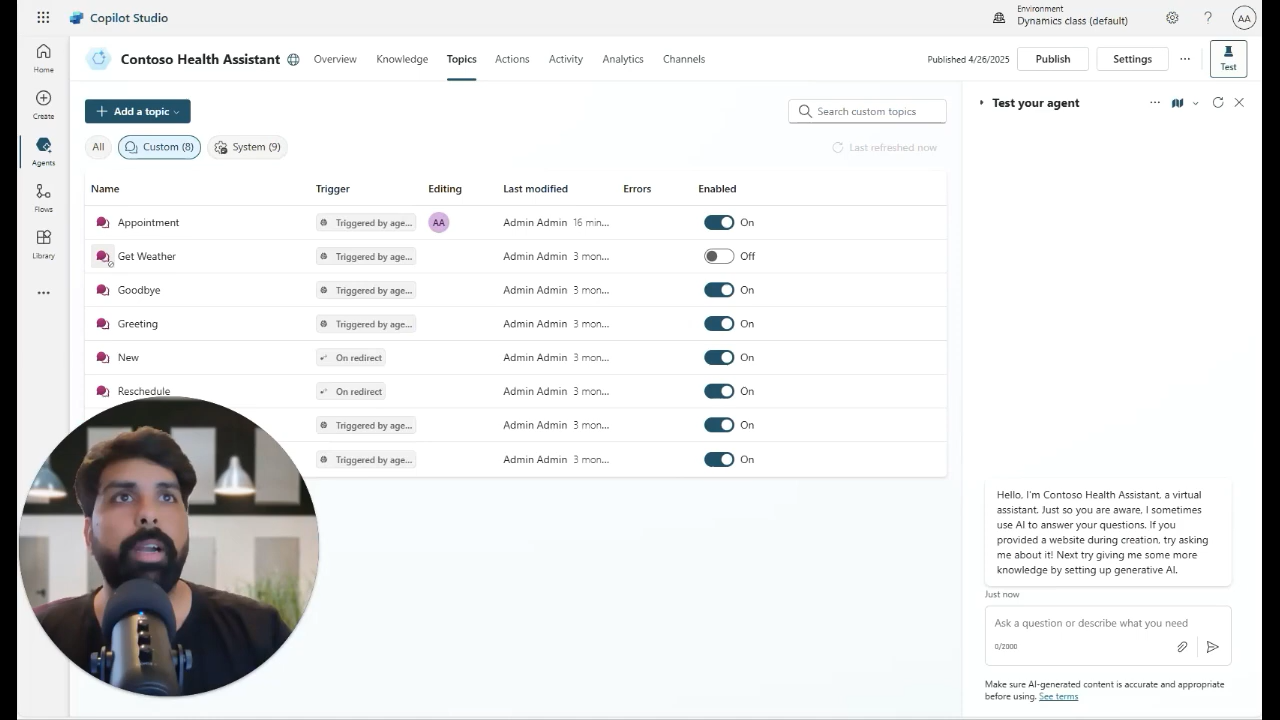 Copilot Studio
Environment
Dynamics class (default)
AA
Contoso Health Assistant
Overview
Knowledge
Topics
Actions
Activity
Analytics
Channels
Published 4/26/2025
Publish
Settings
Test
Home
Create
Agents
Flows
Library
Add a topic
Search custom topics
All
Custom (8)
System (9)
Last refreshed now
Name Trigger Editing Last modified Errors Enabled
Appointment Triggered by age... AA Admin Admin 16 min... On
Get Weather Triggered by age... Admin Admin 3 mon... Off
Goodbye Triggered by age... Admin Admin 3 mon... On
Greeting Triggered by age... Admin Admin 3 mon... On
New On redirect Admin Admin 3 mon... On
Reschedule On redirect Admin Admin 3 mon... On
Triggered by age... Admin Admin 3 mon... On
Triggered by age... Admin Admin 3 mon... On
Test your agent
Hello, I'm Contoso Health Assistant, a virtual
assistant. Just so you are aware, I sometimes
use AI to answer your questions. If you
provided a website during creation, try asking
me about it! Next try giving me some more
knowledge by setting up generative AI.
Just now
Ask a question or describe what you need
0/2000
Make sure AI-generated content is accurate and appropriate
before using. See terms